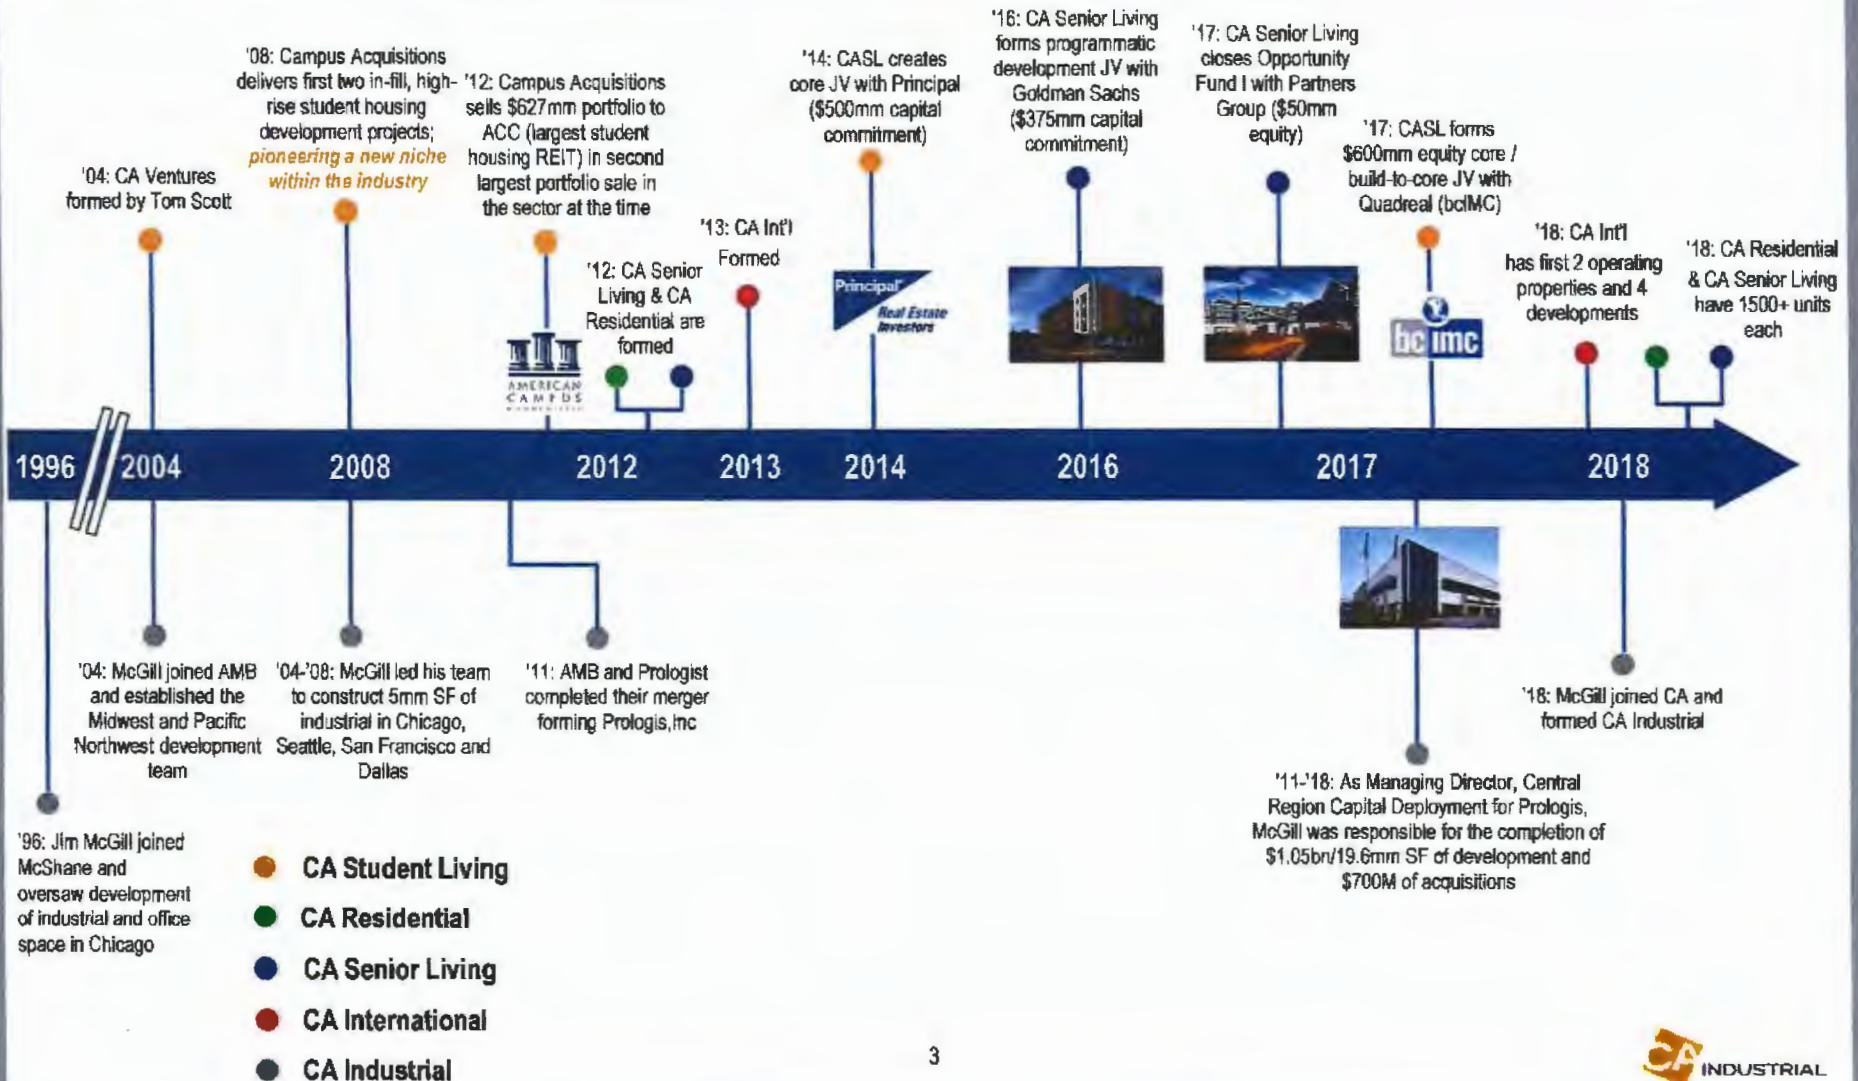 '04: CA Ventures
formed by Tom Scott
'08: Campus Acquisitions
delivers first two in-fill, high-
rise student housing
development projects;
pioneering a new niche
within the industry
'12: Campus Acquisitions
sells $627mm portfolio to
ACC (largest student
housing REIT) in second
largest portfolio sale in
the sector at the time
AMERICAN
CAMPUS
'12: CA Senior
Living & CA
Residential are
formed
'13: CA Int'l
Formed
'14: CASL creates
core JV with Principal
($500mm capital
commitment)
Principal
Real Estate
Investors
'16: CA Senior Living
forms programmatic
development JV with
Goldman Sachs
($375mm capital
commitment)
'17: CA Senior Living
closes Opportunity
Fund I with Partners
Group ($50mm
equity)
'17: CASL forms
$600mm equity core /
build-to-core JV with
Quadreal (bcIMC)
bc imc
'18: CA Int'l
has first 2 operating
properties and 4
developments
'18: CA Residential
& CA Senior Living
have 1500+ units
each
1996
2004
2008
2012
2013
2014
2016
2017
2018
'96: Jim McGill joined
McShane and
oversaw development
of industrial and office
space in Chicago
'04: McGill joined AMB
and established the
Midwest and Pacific
Northwest development
team
'04-'08: McGill led his team
to construct 5mm SF of
industrial in Chicago,
Seattle, San Francisco and
Dallas
'11: AMB and Prologist
completed their merger
forming Prologis,Inc
'11-'18: As Managing Director, Central
Region Capital Deployment for Prologis,
McGill was responsible for the completion of
$1.05bn/19.6mm SF of development and
$700M of acquisitions
'18: McGill joined CA and
formed CA Industrial
CA Student Living
CA Residential
CA Senior Living
CA International
CA Industrial
3
CA INDUSTRIAL